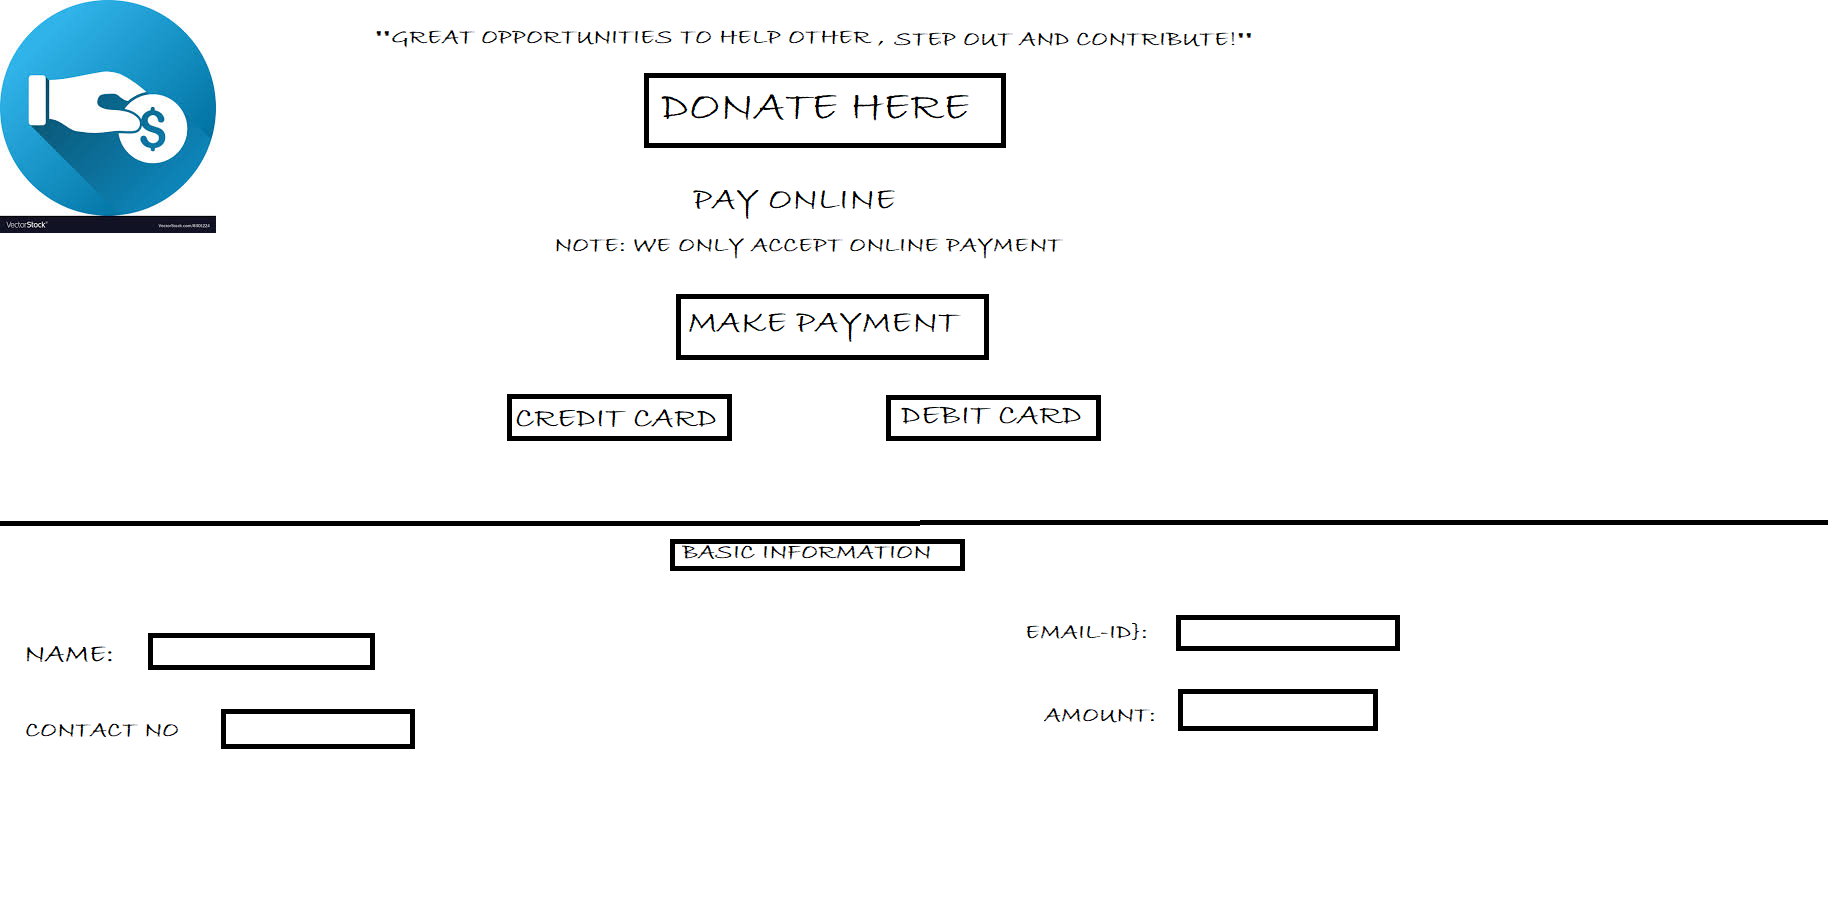 "GREAT OPPORTUNITIES TO HELP OTHER , STEP OUT AND CONTRIBUTE!"
DONATE HERE
PAY ONLINE
VectorStock®
VectorStock.com/8301224
NOTE: WE ONLY ACCEPT ONLINE PAYMENT
MAKE PAYMENT
CREDIT CARD
DEBIT CARD
BASIC INFORMATION
NAME:
EMAIL-ID}:
CONTACT NO
AMOUNT: